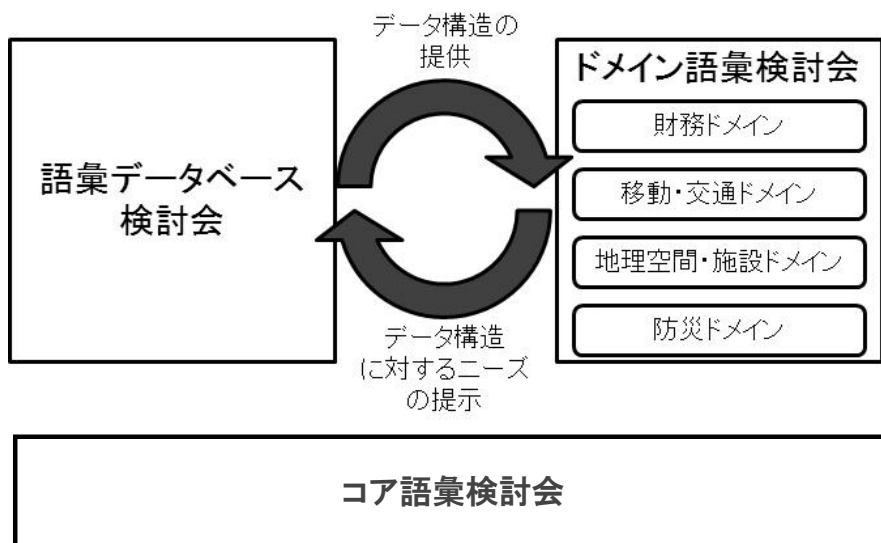 データ構造の
提供
語彙データベース
検討会
ドメイン語彙検討会
財務ドメイン
移動・交通ドメイン
地理空間・施設ドメイン
防災ドメイン
データ構造
に対するニーズ
の提示
コア語彙検討会